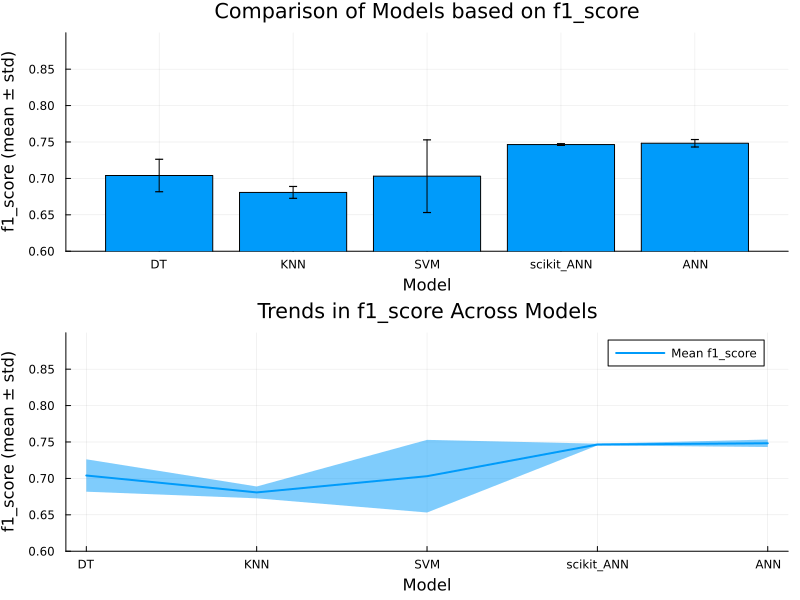 Comparison of Models based on f1_score
f1_score (mean ± std)
0.85
0.80
0.75
0.70
0.65
0.60
DT KNN SVM scikit_ANN ANN
Model
Trends in f1_score Across Models
f1_score (mean ± std)
Mean f1_score
0.85
0.80
0.75
0.70
0.65
0.60
DT KNN SVM scikit_ANN ANN
Model